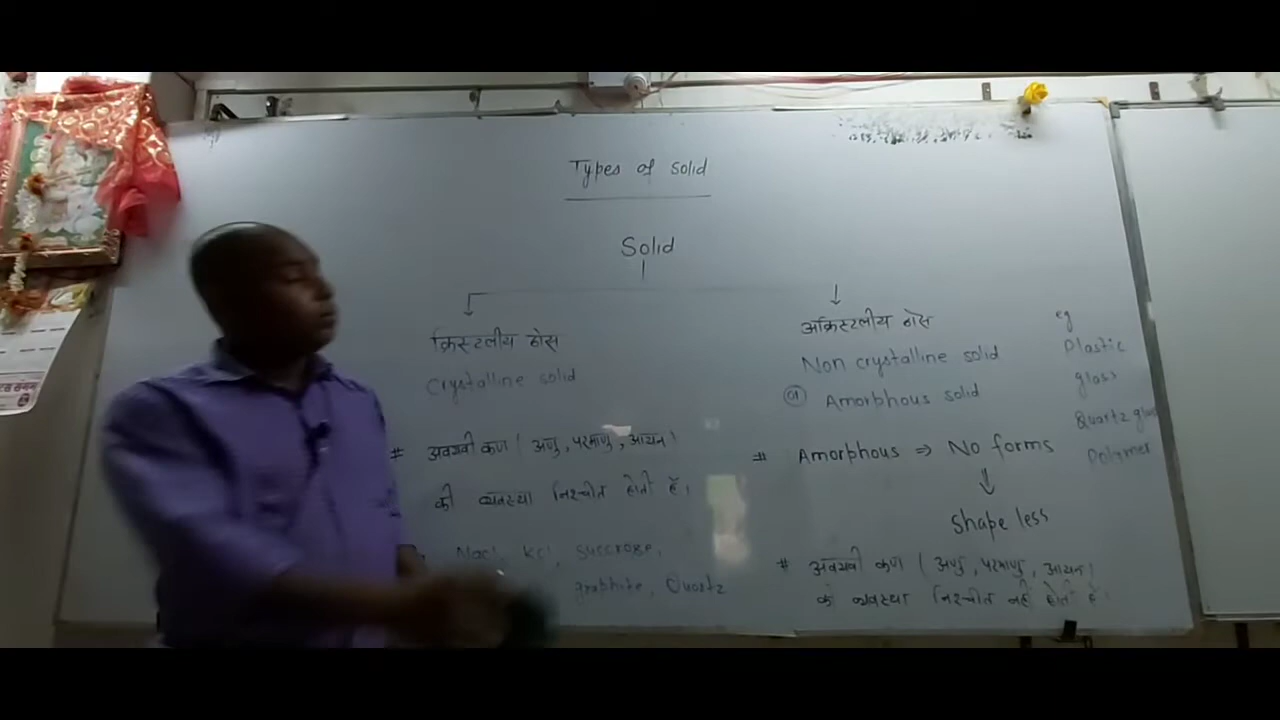 Types of Solid
Solid
क्रिस्टलीय ठोस
Crystalline solid
# अवयवी कण ( अणु, परमाणु, आयन)
की व्यवस्था निश्चीत होती हैं।
Nacl, kcl, succrose,
graphite, Quartz
अक्रिस्टलीय ठोस
Non crystalline solid
or Amorphous solid
# Amorphous ⇒ No forms
Shape less
# अवयवी कण ( अणु, परमाणु, आयन)
की व्यवस्था निश्चीत नही होती हैं।
eg
Plastic
glass
Quartz glass
Polymer